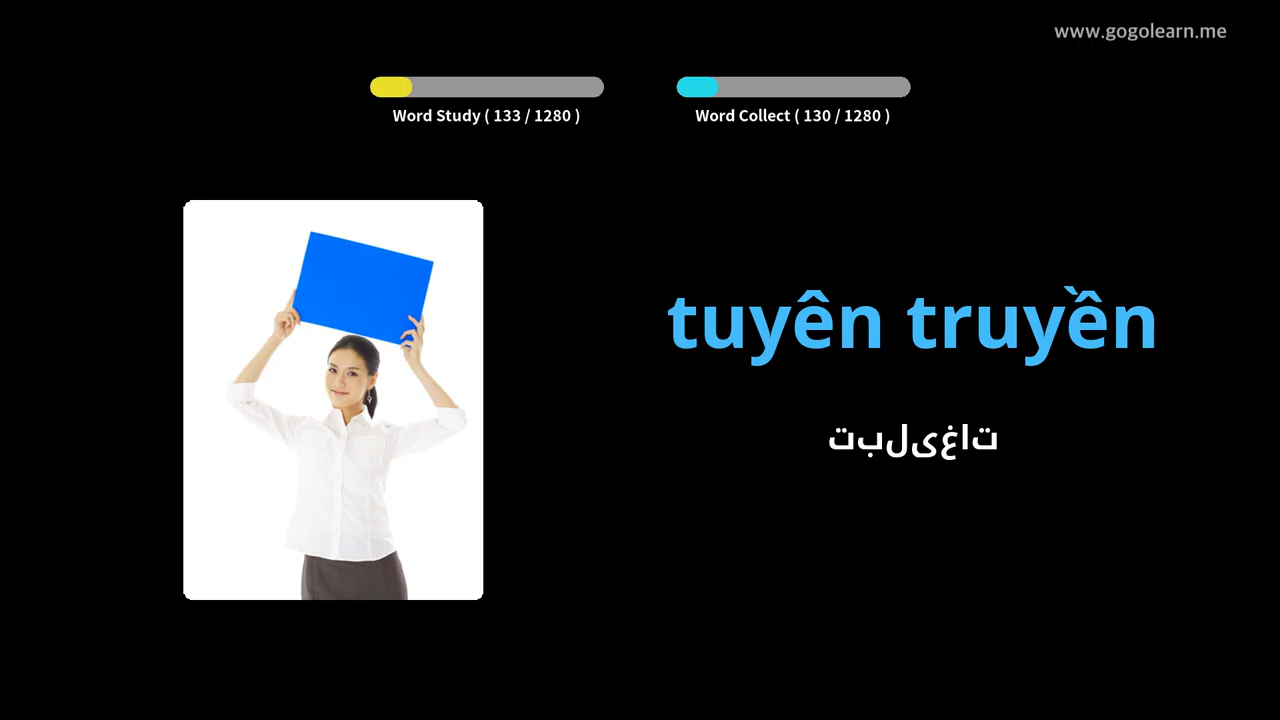 www.gogolearn.me
Word Study ( 133 / 1280 )
Word Collect ( 130 / 1280 )
tuyên truyền
تبلیغات